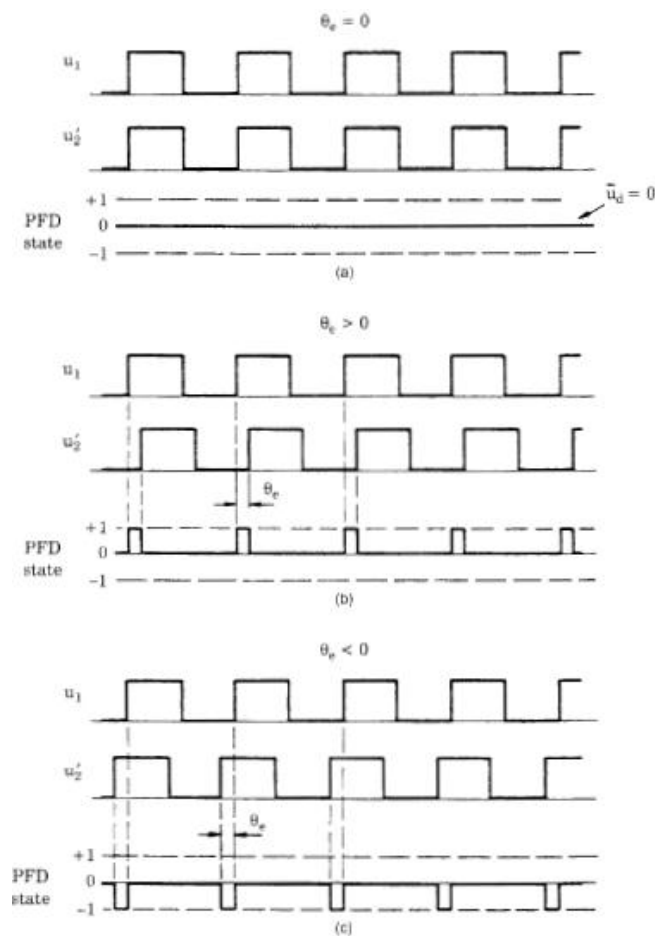 θe = 0
u1
u2′
+1
ūd = 0
PFD
state
0
−1
(a)
θe > 0
u1
u2′
θe
+1
PFD
state
0
−1
(b)
θe < 0
u1
u2′
θe
+1
PFD
state
0
−1
(c)